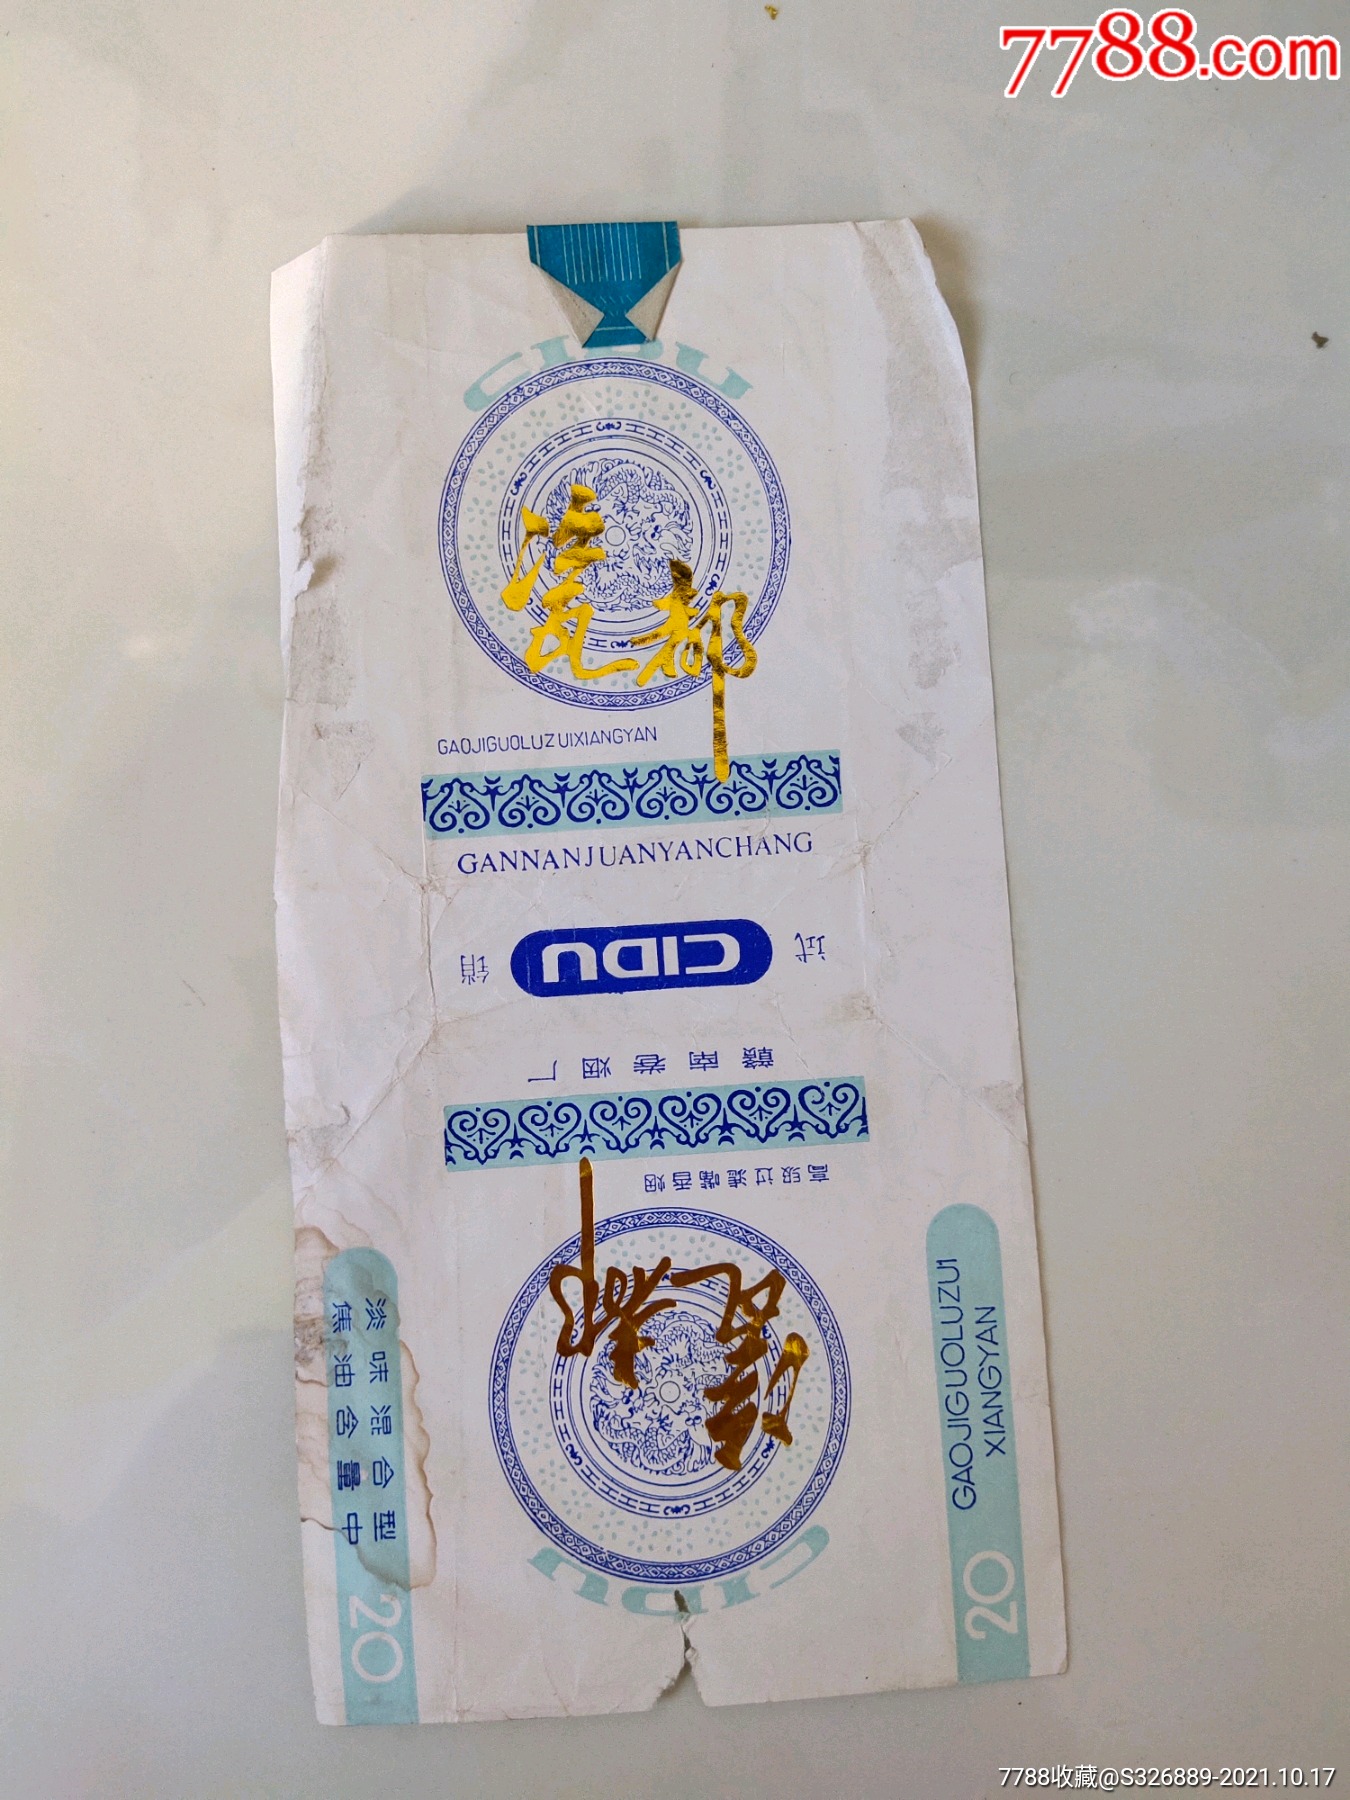 7788.com
CIDU
瓷都
GAOJIGUOLUZUIXIANGYAN
GANNANJUANYANCHANG
试 CIDU 销
赣南卷烟厂
高级过滤嘴香烟
瓷都
CIDU
淡味混合型
焦油含量中
20
GAOJIGUOLUZUI
XIANGYAN
20
7788收藏@S326889-2021.10.17